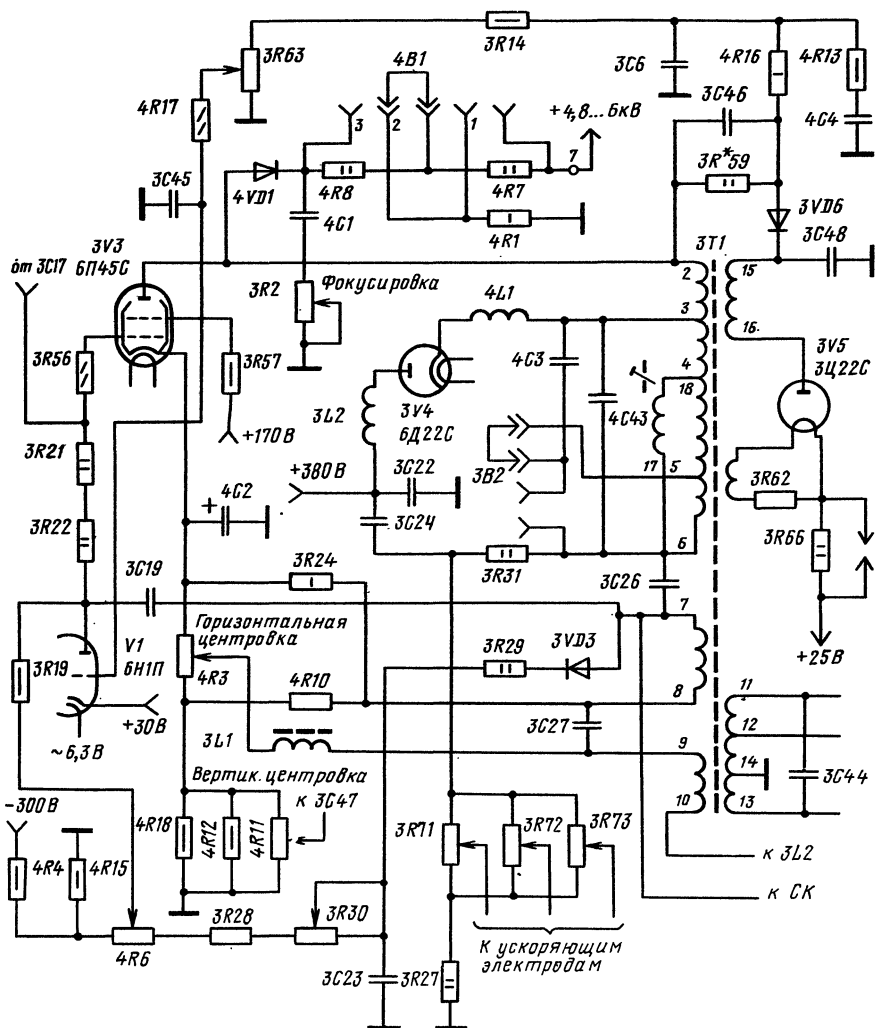 3R63
3R14
3C6
4R16
4R13
4B1
3C46
4R17
3
2
1
+4,8...6кВ
4C4
7
3R*59
3C45
4VD1
4R8
4R7
4C1
4R1
3VD6
3V3
6П45С
3T1
3C48
от 3C17
3R2
Фокусировка
2
15
4L1
3
16
3R56
3R57
4C3
4
3V5
3Ц22С
18
3L2
3V4
6Д22С
4C43
+170В
3R21
+380В
3C22
3B2
17
5
3R62
4C2
3R22
3C24
6
3R66
3R31
3C19
3R24
3C26
7
Горизонтальная
центровка
V1
6Н1П
3R29
3VD3
+25В
3R19
4R3
4R10
8
11
+30В
3C27
12
~6,3В
3L1
9
14
3C44
Вертик. центровка
к 3C47
10
13
-300В
4R18
4R12
4R11
3R71
3R72
3R73
к 3L2
4R4
4R15
к СК
3R28
3R30
4R6
К ускоряющим
электродам
3C23
3R27